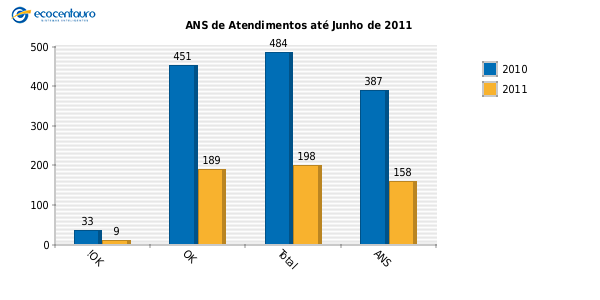 ecocentauro
ANS de Atendimentos até Junho de 2011
500
400
300
200
100
0
33
9
451
189
484
198
387
158
!OK
OK
Total
ANS
2010
2011